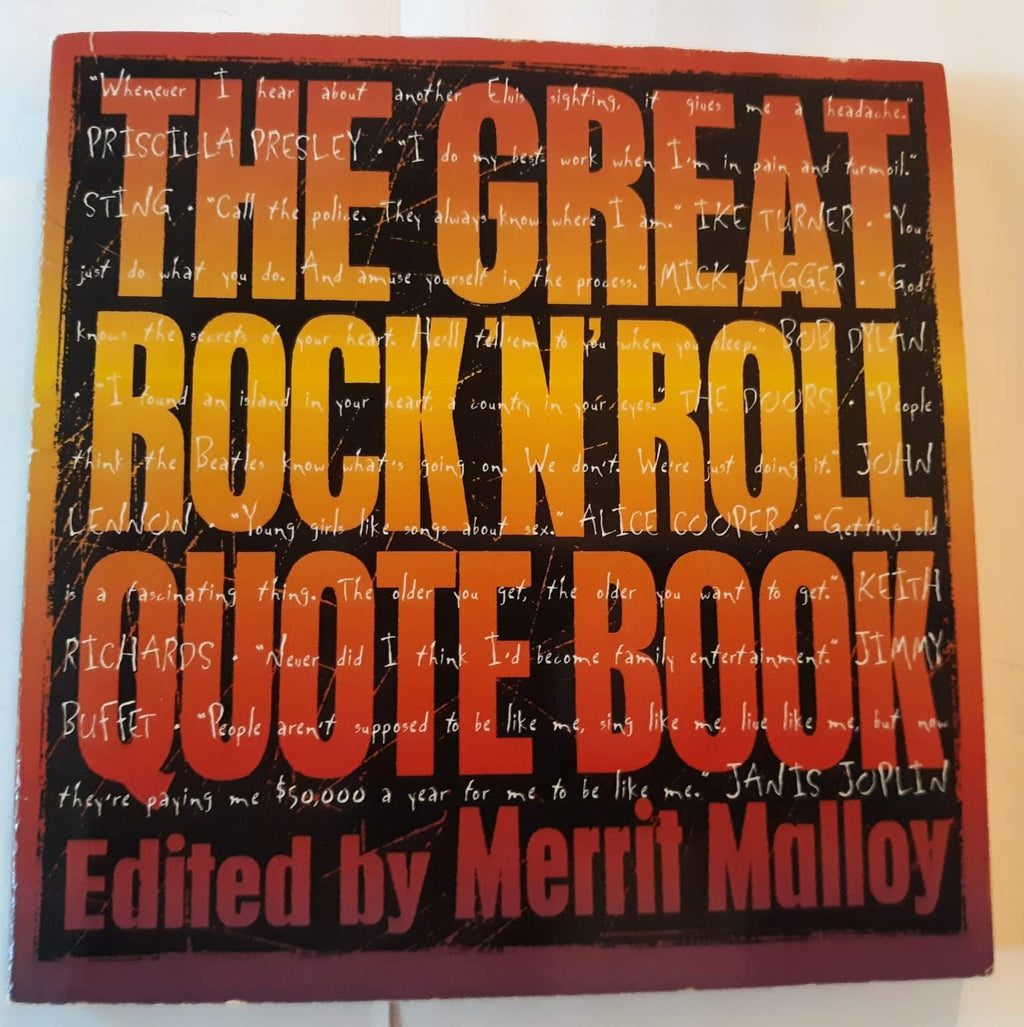 "Whenever I hear about another Elvis sighting, it gives me a headache."
THE GREAT
PRISCILLA PRESLEY • "I do my best work when I'm in pain and turmoil."
STING • "Call the police. They always know where I am." IKE TURNER • "You
just do what you do. And amuse yourself in the process." MICK JAGGER • "God
knows the secrets of your heart. He'll tell 'em to you when you sleep." BOB DYLAN
ROCK 'N' ROLL
• "I found an island in your heart, a country in your eyes." THE DOORS • "People
think the Beatles know what's going on. We don't. We're just doing it." JOHN
LENNON • "Young girls like songs about sex." ALICE COOPER • "Getting old
is a fascinating thing. The older you get, the older you want to get." KEITH
QUOTE BOOK
RICHARDS • "Never did I think I'd become family entertainment." JIMMY
BUFFET • "People aren't supposed to be like me, sing like me, live like me, but now
they're paying me $50,000 a year for me to be like me." JANIS JOPLIN
Edited by Merrit Malloy